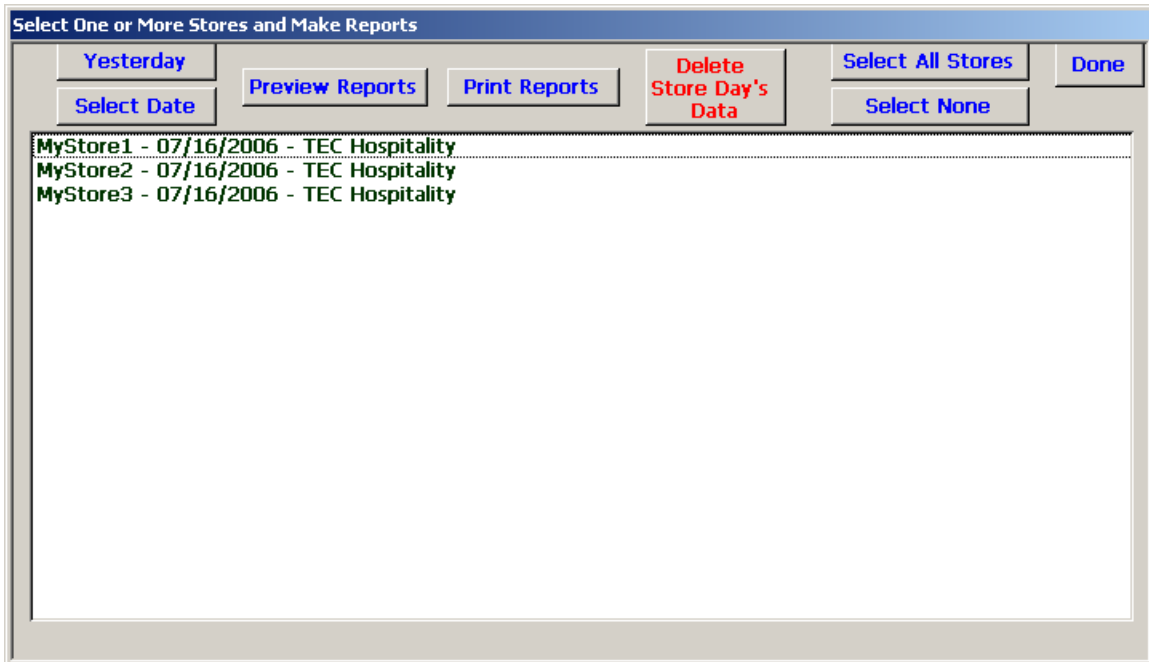 Select One or More Stores and Make Reports
Yesterday
Select Date
Preview Reports
Print Reports
Delete
Store Day's
Data
Select All Stores
Select None
Done
MyStore1 - 07/16/2006 - TEC Hospitality
MyStore2 - 07/16/2006 - TEC Hospitality
MyStore3 - 07/16/2006 - TEC Hospitality